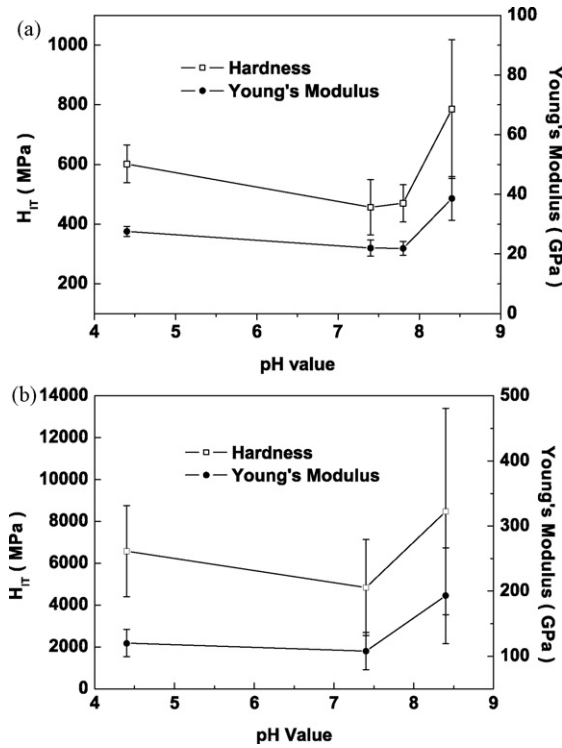 (a)
1000
800
600
400
200
H_IT ( MPa)
Hardness
Young's Modulus
100
80
60
40
20
0
Young's Modulus ( GPa )
4 5 6 7 8 9
pH value
(b)
14000
12000
10000
8000
6000
4000
2000
0
H_IT ( MPa)
Hardness
Young's Modulus
500
400
300
200
100
Young's Modulus ( GPa )
4 5 6 7 8 9
pH Value